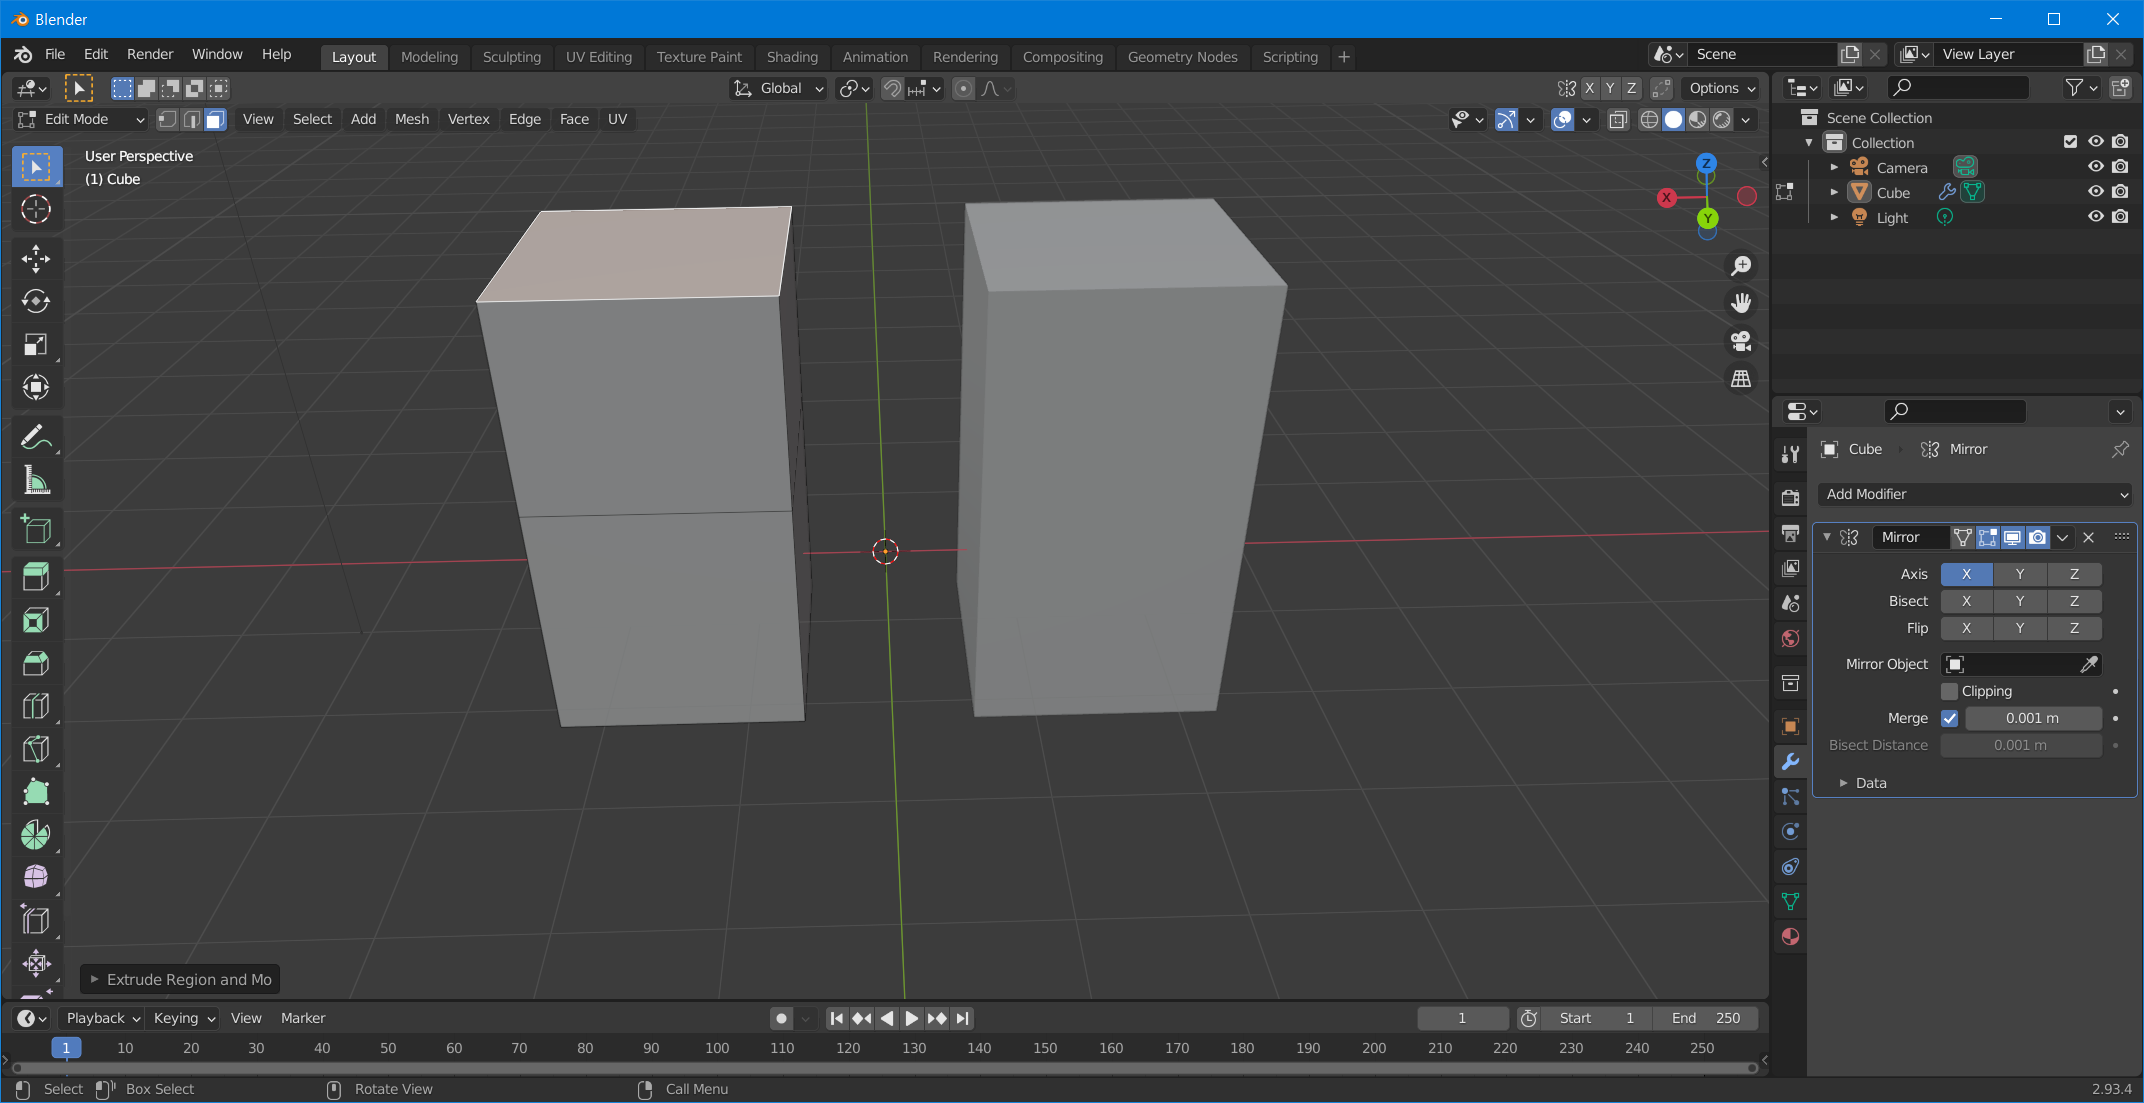 Blender
File Edit Render Window Help
Layout Modeling Sculpting UV Editing Texture Paint Shading Animation Rendering Compositing Geometry Nodes Scripting +
Scene
View Layer
Global
X Y Z
Options
Edit Mode
View Select Add Mesh Vertex Edge Face UV
User Perspective
(1) Cube
Z
X
Y
Scene Collection
Collection
Camera
Cube
Light
Cube Mirror
Add Modifier
Mirror
Axis X Y Z
Bisect X Y Z
Flip X Y Z
Mirror Object
Clipping
Merge 0.001 m
Bisect Distance 0.001 m
Data
Extrude Region and Mo
Playback Keying View Marker
1
Start 1
End 250
1 10 20 30 40 50 60 70 80 90 100 110 120 130 140 150 160 170 180 190 200 210 220 230 240 250
Select Box Select Rotate View Call Menu
2.93.4